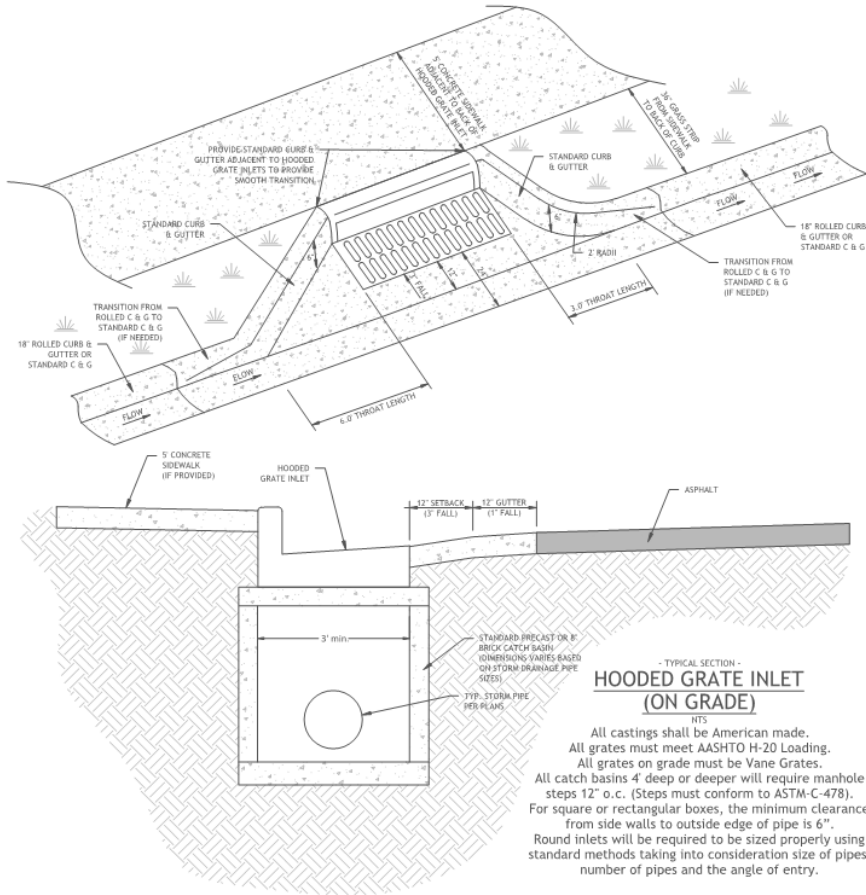 5' CONCRETE SIDEWALK
ADJACENT TO BACK OF
HOODED GRATE INLET
36" GRASS STRIP
FROM SIDEWALK
TO BACK OF CURB
PROVIDE STANDARD CURB &
GUTTER ADJACENT TO HOODED
GRATE INLETS TO PROVIDE
SMOOTH TRANSITION
STANDARD CURB
& GUTTER
STANDARD CURB
& GUTTER
FLOW
FLOW
6"
6"
2' RADII
18" ROLLED CURB
& GUTTER OR
STANDARD C & G
TRANSITION FROM
ROLLED C & G TO
STANDARD C & G
(IF NEEDED)
3" FALL
12"
24"
3.0' THROAT LENGTH
TRANSITION FROM
ROLLED C & G TO
STANDARD C & G
(IF NEEDED)
18" ROLLED CURB &
GUTTER OR
STANDARD C & G
FLOW
FLOW
6.0' THROAT LENGTH
5' CONCRETE
SIDEWALK
(IF PROVIDED)
HOODED
GRATE INLET
12" SETBACK
(3" FALL)
12" GUTTER
(1" FALL)
ASPHALT
3' min.
STANDARD PRECAST OR 8"
BRICK CATCH BASIN
(DIMENSIONS VARIES BASED
ON STORM DRAINAGE PIPE
SIZES)
TYP. STORM PIPE
PER PLANS
- TYPICAL SECTION -
HOODED GRATE INLET
(ON GRADE)
NTS
All castings shall be American made.
All grates must meet AASHTO H-20 Loading.
All grates on grade must be Vane Grates.
All catch basins 4' deep or deeper will require manhole
steps 12" o.c. (Steps must conform to ASTM-C-478).
For square or rectangular boxes, the minimum clearance
from side walls to outside edge of pipe is 6”.
Round inlets will be required to be sized properly using
standard methods taking into consideration size of pipes,
number of pipes and the angle of entry.